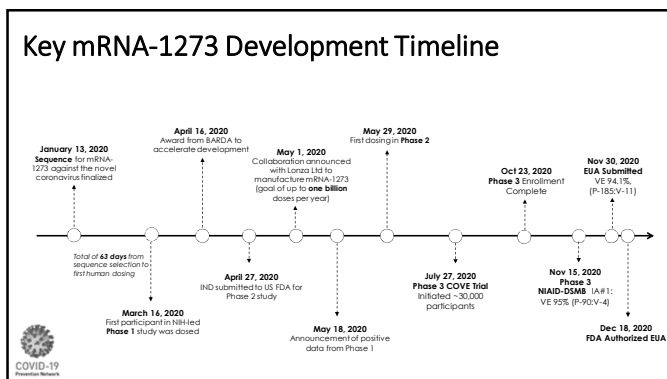 Key mRNA-1273 Development Timeline
January 13, 2020
Sequence for mRNA-
1273 against the novel
coronavirus finalized
April 16, 2020
Award from BARDA to
accelerate development
May 1, 2020
Collaboration announced
with Lonza Ltd to
manufacture mRNA-1273
(goal of up to one billion
doses per year)
May 29, 2020
First dosing in Phase 2
Oct 23, 2020
Phase 3 Enrollment
Complete
Nov 30, 2020
EUA Submitted
VE 94.1%,
(P-185:V-11)
Total of 63 days from
sequence selection to
first human dosing
March 16, 2020
First participant in NIH-led
Phase 1 study was dosed
April 27, 2020
IND submitted to US FDA for
Phase 2 study
May 18, 2020
Announcement of positive
data from Phase 1
July 27, 2020
Phase 3 COVE Trial
Initiated ~30,000
participants
Nov 15, 2020
Phase 3
NIAID-DSMB IA#1:
VE 95% (P-90:V-4)
Dec 18, 2020
FDA Authorized EUA
COVID-19
Prevention Network